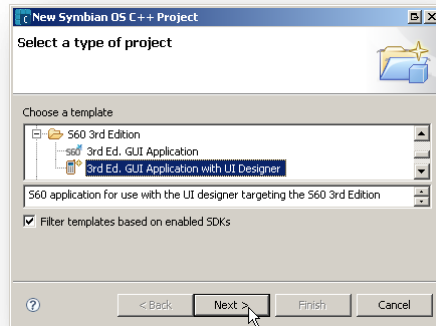 New Symbian OS C++ Project
Select a type of project
Choose a template
S60 3rd Edition
S60 3rd Ed. GUI Application
3rd Ed. GUI Application with UI Designer
S60 application for use with the UI designer targeting the S60 3rd Edition
Filter templates based on enabled SDKs
? < Back Next > Finish Cancel